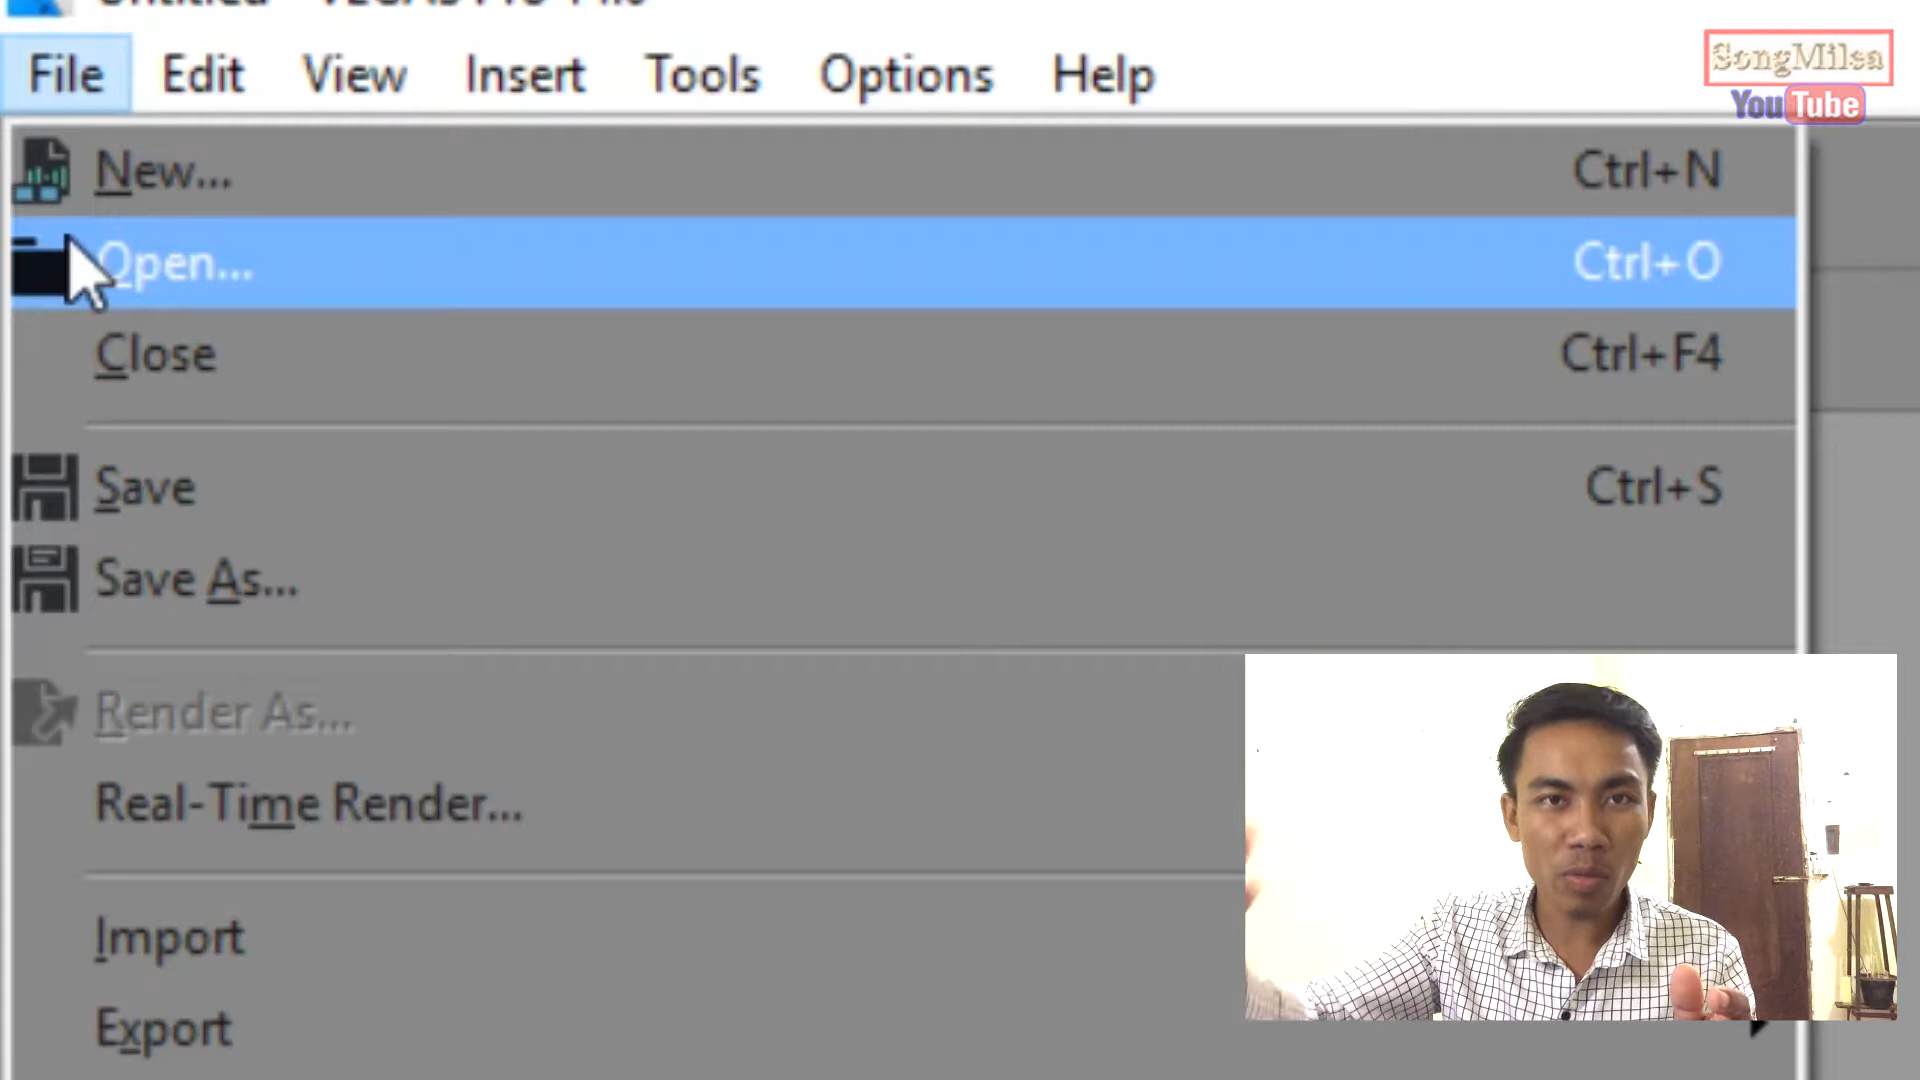 File Edit View Insert Tools Options Help
SongMilsa
YouTube
New... Ctrl+N
Open... Ctrl+O
Close Ctrl+F4
Save Ctrl+S
Save As...
Render As...
Real-Time Render...
Import
Export